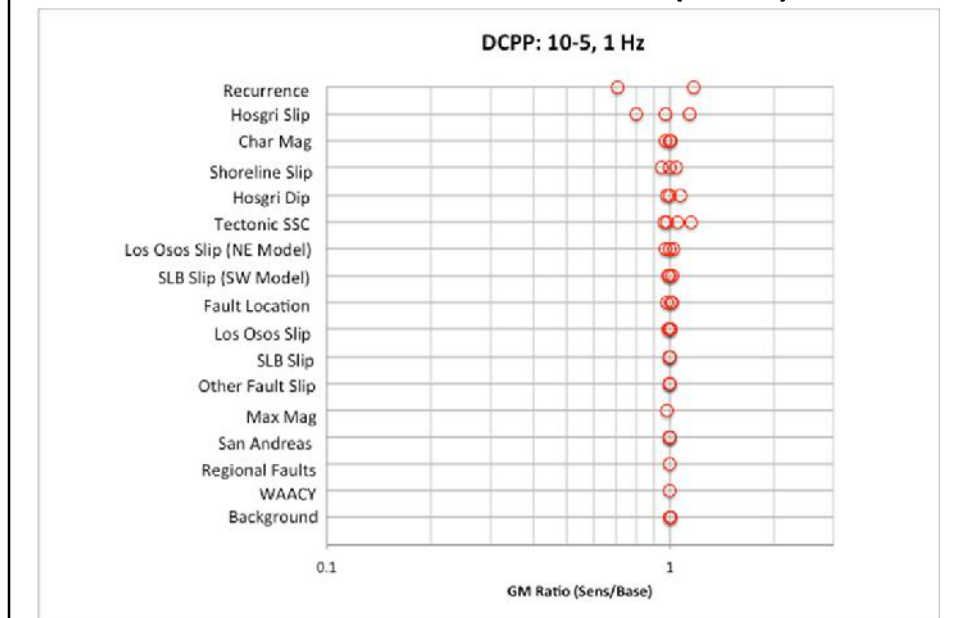 DCPP: 10-5, 1 Hz
Recurrence
Hosgri Slip
Char Mag
Shoreline Slip
Hosgri Dip
Tectonic SSC
Los Osos Slip (NE Model)
SLB Slip (SW Model)
Fault Location
Los Osos Slip
SLB Slip
Other Fault Slip
Max Mag
San Andreas
Regional Faults
WAACY
Background
0.1 1
GM Ratio (Sens/Base)